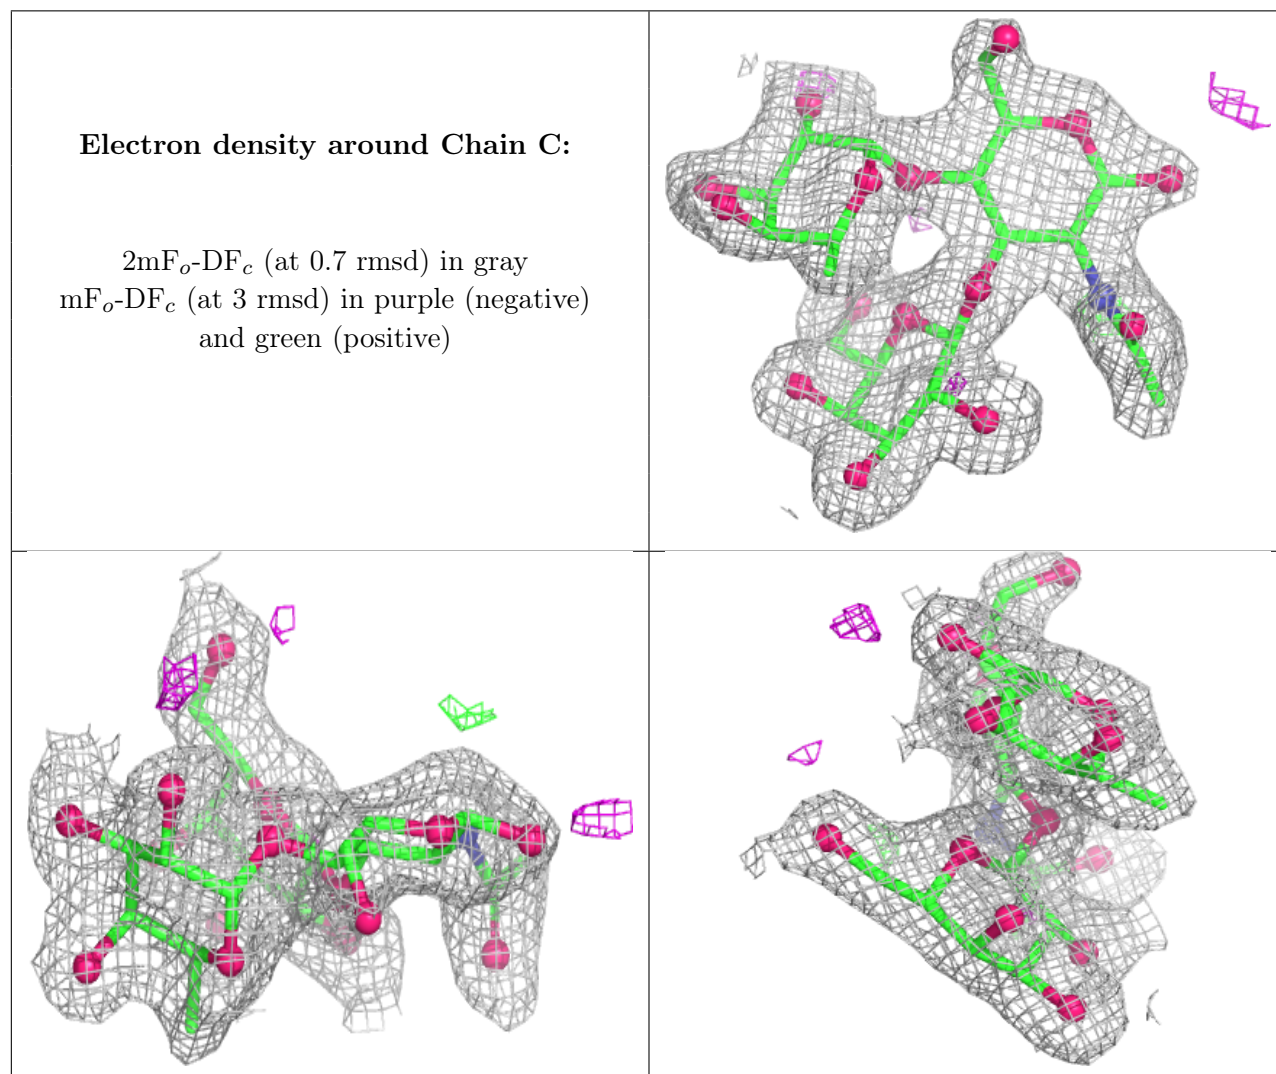 Electron density around Chain C:
2mFo-DFc (at 0.7 rmsd) in gray
mFo-DFc (at 3 rmsd) in purple (negative)
and green (positive)